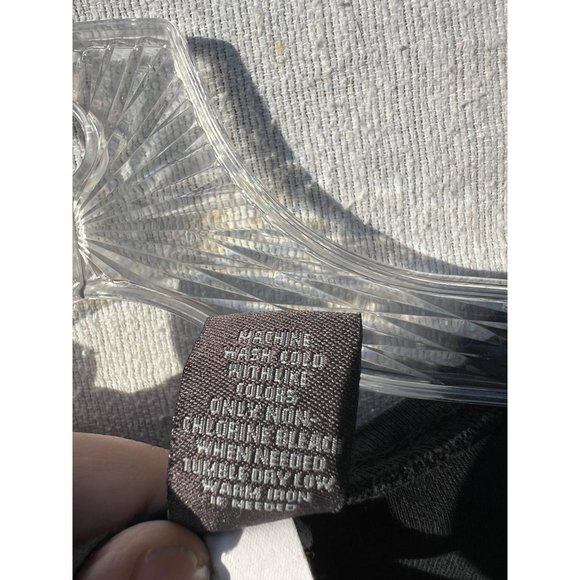 MACHINE
WASH COLD
WITH LIKE
COLORS
ONLY NON-
CHLORINE BLEACH
WHEN NEEDED
TUMBLE DRY LOW
WARM IRON
IF NEEDED